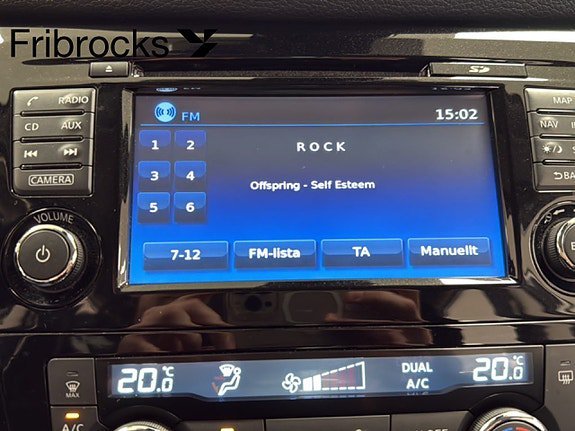 Fribrocks
SD
RADIO
CD AUX
CAMERA
VOLUME
FM 15:02
1 2
3 4
5 6
ROCK
Offspring - Self Esteem
7-12 FM-lista TA Manuellt
MAP
NAV
20.0 °C
DUAL
A/C
20.0 °C
MAX
A/C